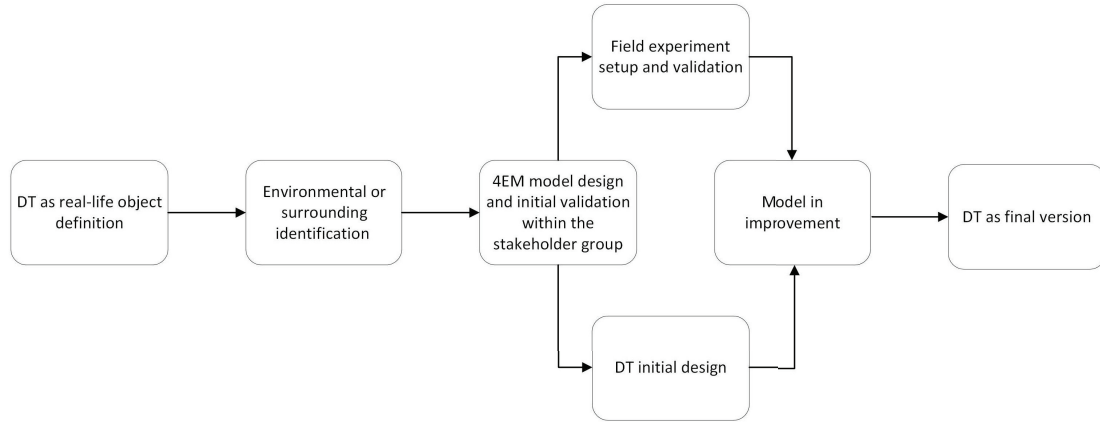 DT as real-life object
definition
Environmental or
surrounding
identification
4EM model design
and initial validation
within the
stakeholder group
Field experiment
setup and validation
DT initial design
Model in
improvement
DT as final version